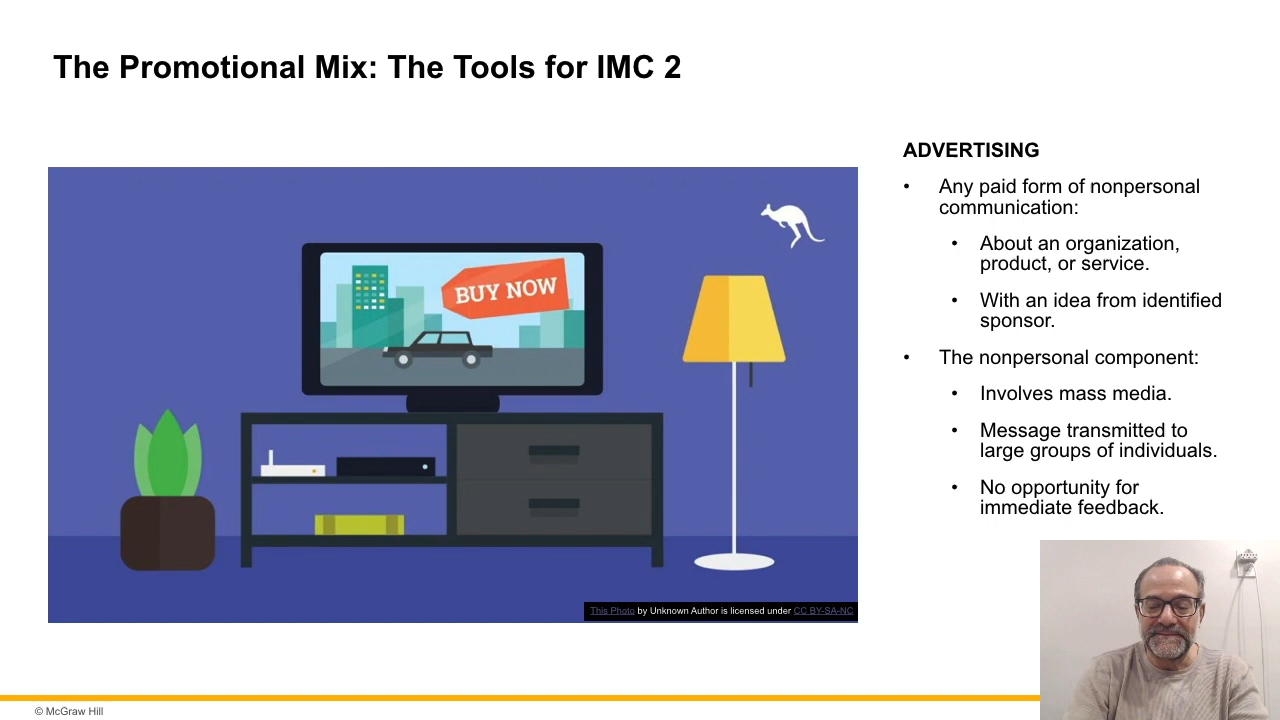 The Promotional Mix: The Tools for IMC 2
BUY NOW
This Photo by Unknown Author is licensed under CC BY-SA-NC
ADVERTISING
• Any paid form of nonpersonal
communication:
• About an organization,
product, or service.
• With an idea from identified
sponsor.
• The nonpersonal component:
• Involves mass media.
• Message transmitted to
large groups of individuals.
• No opportunity for
immediate feedback.
© McGraw Hill